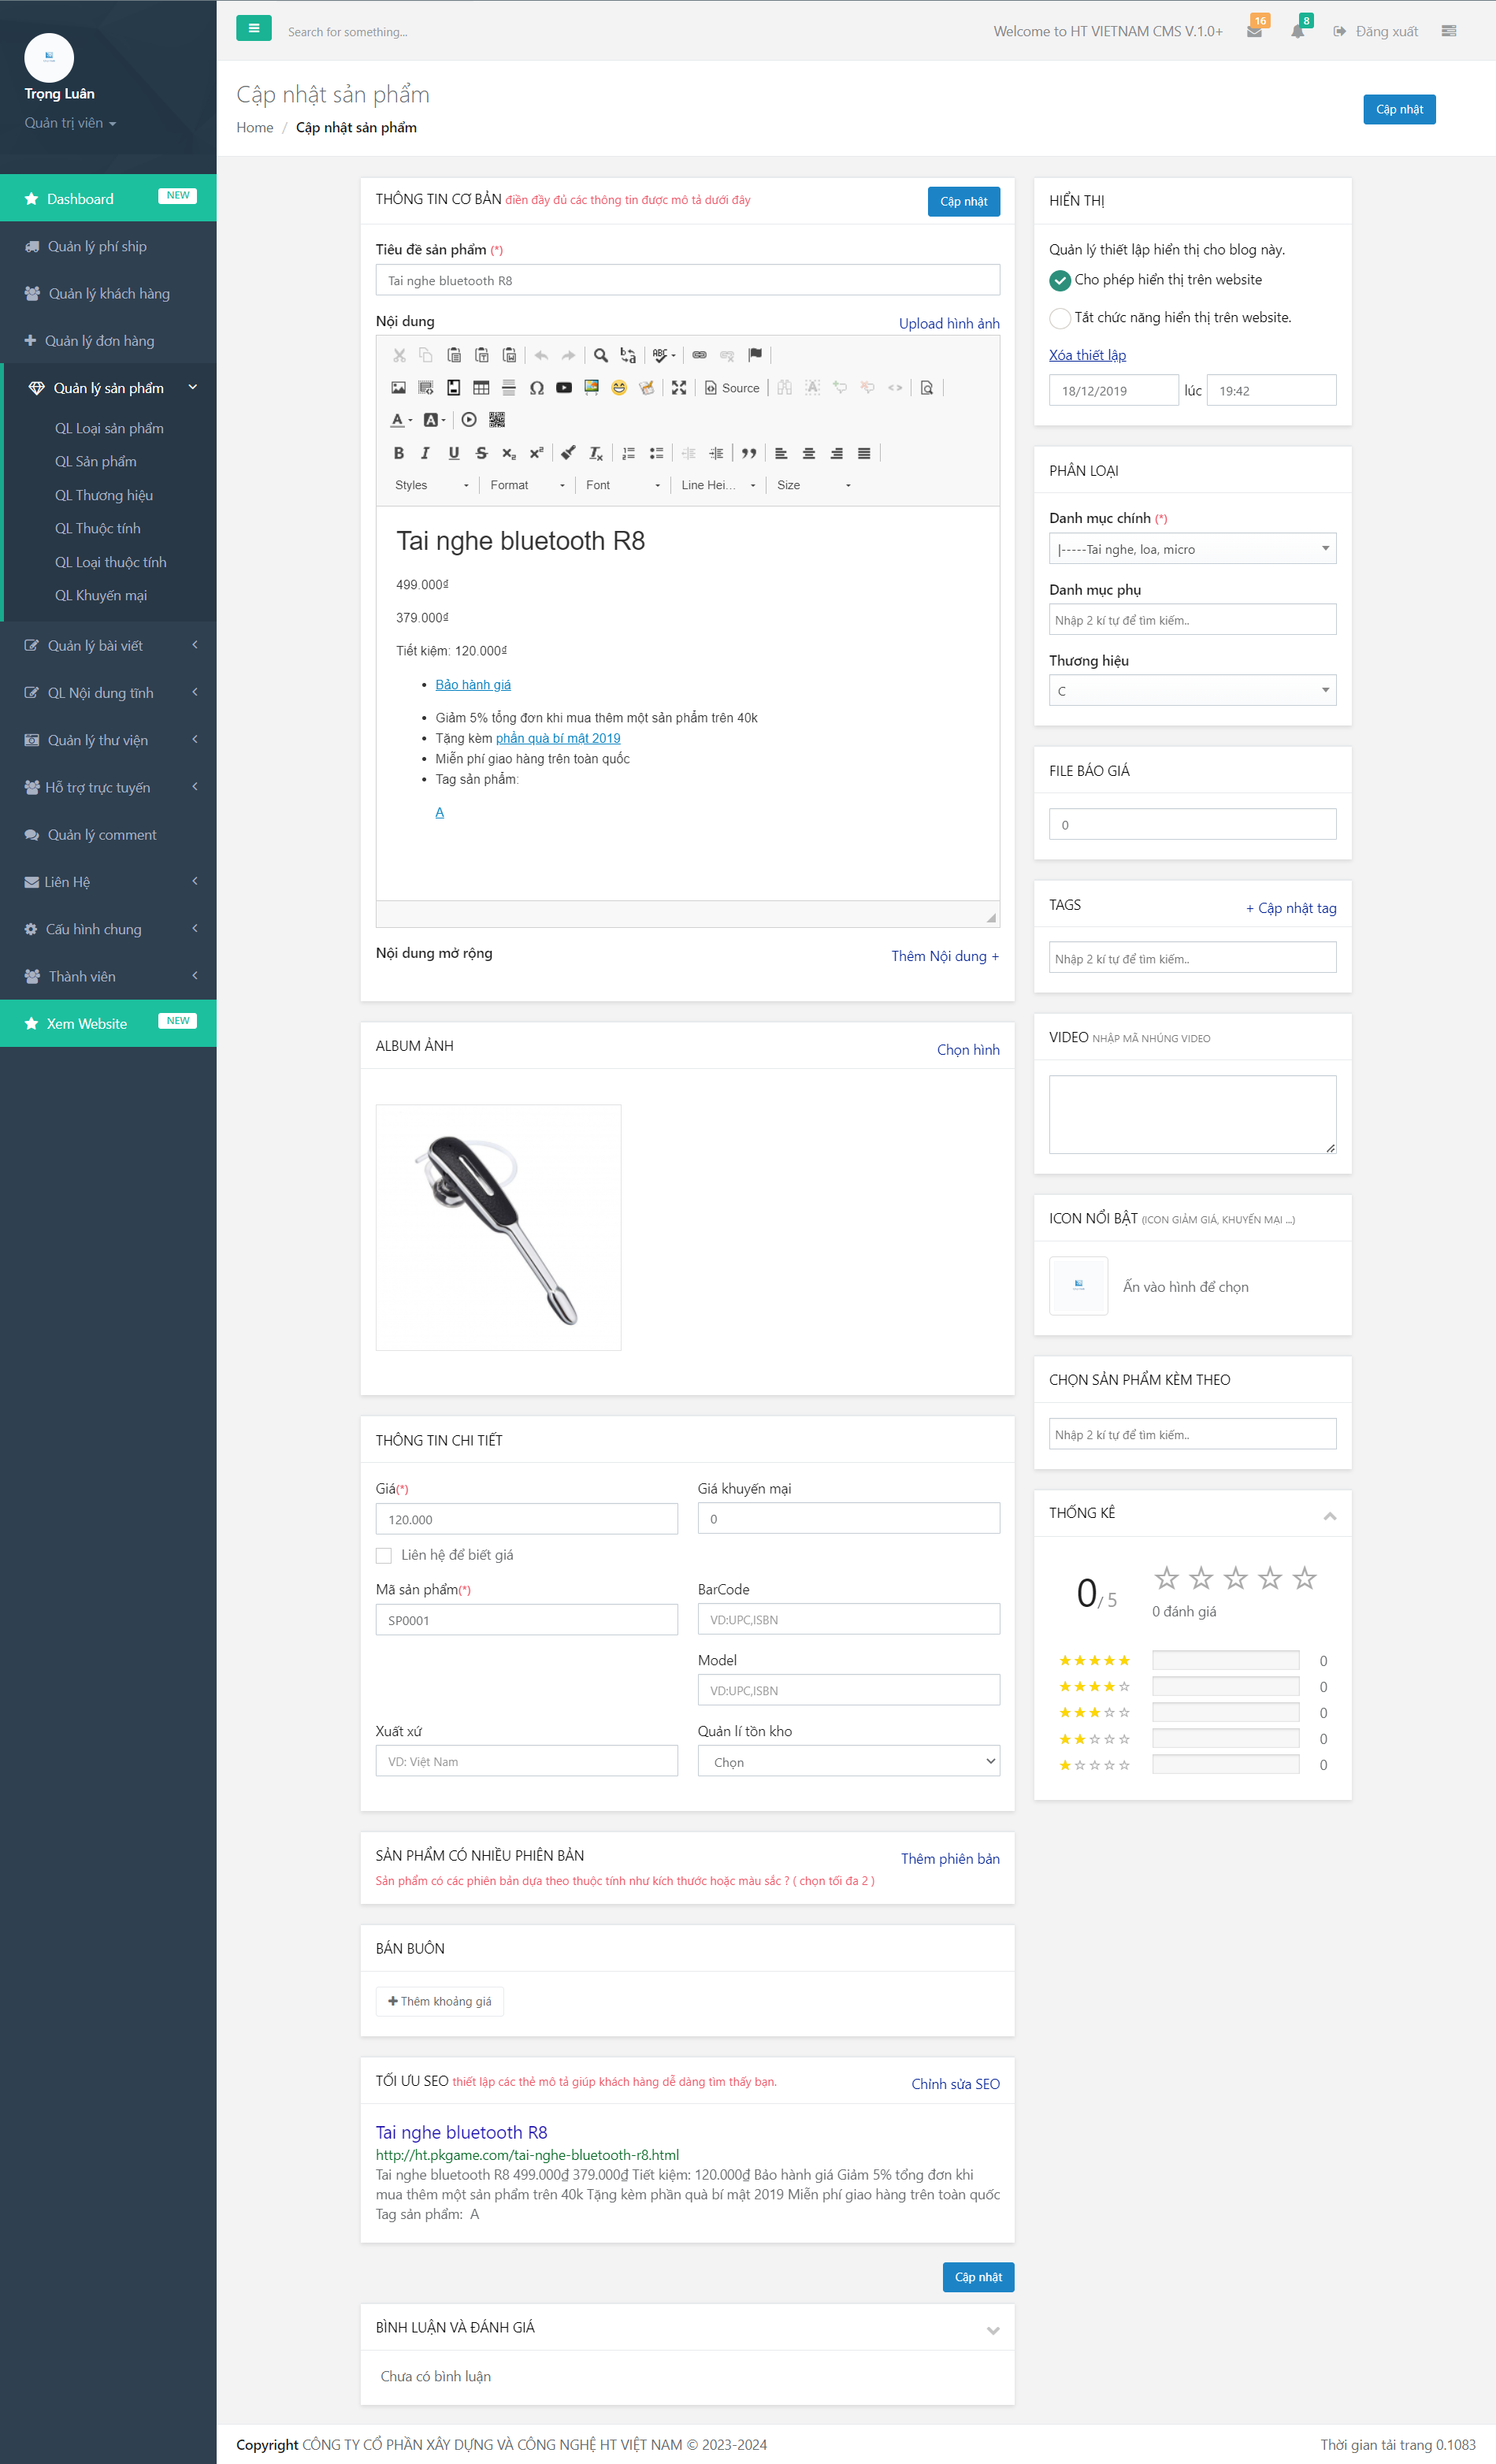 Search for something...
Welcome to HT VIETNAM CMS V.1.0+
16
8
Đăng xuất
Trọng Luân
Quản trị viên
Dashboard
NEW
Quản lý phí ship
Quản lý khách hàng
Quản lý đơn hàng
Quản lý sản phẩm
QL Loại sản phẩm
QL Sản phẩm
QL Thương hiệu
QL Thuộc tính
QL Loại thuộc tính
QL Khuyến mại
Quản lý bài viết
QL Nội dung tĩnh
Quản lý thư viện
Hỗ trợ trực tuyến
Quản lý comment
Liên Hệ
Cấu hình chung
Thành viên
Xem Website
NEW
Cập nhật sản phẩm
Home / Cập nhật sản phẩm
Cập nhật
THÔNG TIN CƠ BẢN điền đầy đủ các thông tin được mô tả dưới đây
Cập nhật
Tiêu đề sản phẩm (*)
Tai nghe bluetooth R8
Nội dung
Upload hình ảnh
Source
Styles
Format
Font
Line Hei...
Size
Tai nghe bluetooth R8
499.000₫
379.000₫
Tiết kiệm: 120.000₫
Bảo hành giá
Giảm 5% tổng đơn khi mua thêm một sản phẩm trên 40k
Tặng kèm phần quà bí mật 2019
Miễn phí giao hàng trên toàn quốc
Tag sản phẩm:
A
Nội dung mở rộng
Thêm Nội dung +
ALBUM ẢNH
Chọn hình
THÔNG TIN CHI TIẾT
Giá(*)
Giá khuyến mại
120.000
0
Liên hệ để biết giá
Mã sản phẩm(*)
BarCode
SP0001
VD:UPC,ISBN
Model
VD:UPC,ISBN
Xuất xứ
Quản lí tồn kho
VD: Việt Nam
Chọn
SẢN PHẨM CÓ NHIỀU PHIÊN BẢN
Thêm phiên bản
Sản phẩm có các phiên bản dựa theo thuộc tính như kích thước hoặc màu sắc ? ( chọn tối đa 2 )
BÁN BUÔN
Thêm khoảng giá
TỐI ƯU SEO thiết lập các thẻ mô tả giúp khách hàng dễ dàng tìm thấy bạn.
Chỉnh sửa SEO
Tai nghe bluetooth R8
http://ht.pkgame.com/tai-nghe-bluetooth-r8.html
Tai nghe bluetooth R8 499.000₫ 379.000₫ Tiết kiệm: 120.000₫ Bảo hành giá Giảm 5% tổng đơn khi
mua thêm một sản phẩm trên 40k Tặng kèm phần quà bí mật 2019 Miễn phí giao hàng trên toàn quốc
Tag sản phẩm: A
Cập nhật
BÌNH LUẬN VÀ ĐÁNH GIÁ
Chưa có bình luận
HIỂN THỊ
Quản lý thiết lập hiển thị cho blog này.
Cho phép hiển thị trên website
Tắt chức năng hiển thị trên website.
Xóa thiết lập
18/12/2019 lúc 19:42
PHÂN LOẠI
Danh mục chính (*)
|-----Tai nghe, loa, micro
Danh mục phụ
Nhập 2 kí tự để tìm kiếm..
Thương hiệu
C
FILE BÁO GIÁ
0
TAGS
+ Cập nhật tag
Nhập 2 kí tự để tìm kiếm..
VIDEO NHẬP MÃ NHÚNG VIDEO
ICON NỔI BẬT (ICON GIẢM GIÁ, KHUYẾN MẠI ...)
Ấn vào hình để chọn
CHỌN SẢN PHẨM KÈM THEO
Nhập 2 kí tự để tìm kiếm..
THỐNG KÊ
0/ 5
0 đánh giá
0
0
0
0
0
Copyright CÔNG TY CỔ PHẦN XÂY DỰNG VÀ CÔNG NGHỆ HT VIỆT NAM © 2023-2024
Thời gian tải trang 0.1083